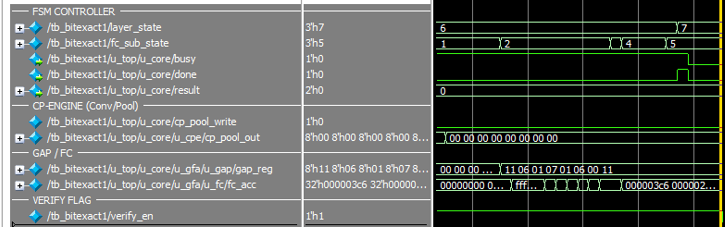 FSM CONTROLLER
/tb_bitexact1/layer_state 3'h7 6 7
/tb_bitexact1/fc_sub_state 3'h5 1 2 4 5
/tb_bitexact1/u_top/u_core/busy 1'h0
/tb_bitexact1/u_top/u_core/done 1'h0
/tb_bitexact1/u_top/u_core/result 2'h0 0
CP-ENGINE (Conv/Pool)
/tb_bitexact1/u_top/u_core/cp_pool_write 1'h0
/tb_bitexact1/u_top/u_core/u_cpe/cp_pool_out 8'h00 8'h00 8'h00 8'h00 8... 00 00 00 00 00 00 00 00
GAP / FC
/tb_bitexact1/u_top/u_core/u_gfa/u_gap/gap_reg 8'h11 8'h06 8'h01 8'h07 8... 00 00 00 ... 11 06 01 07 01 06 00 11
/tb_bitexact1/u_top/u_core/u_gfa/u_fc/fc_acc 32'h000003c6 32'h00000... 00000000 0... fff... 000003c6 000002...
VERIFY FLAG
/tb_bitexact1/verify_en 1'h1